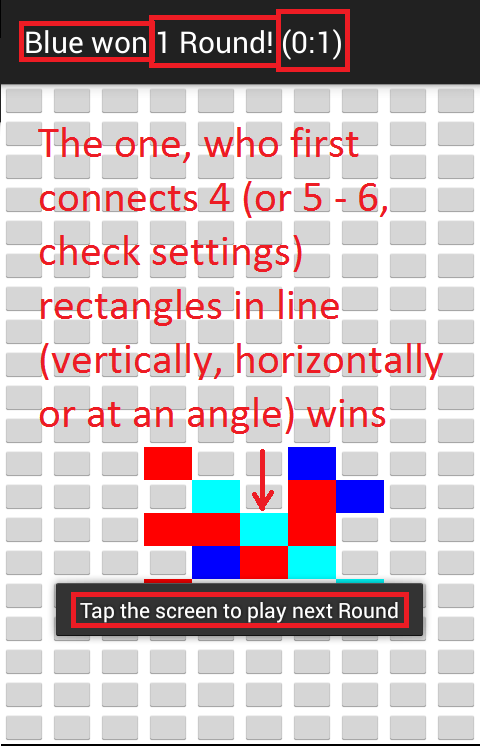 Blue won 1 Round! (0:1)
The one, who first
connects 4 (or 5 - 6,
check settings)
rectangles in line
(vertically, horizontally
or at an angle) wins
Tap the screen to play next Round